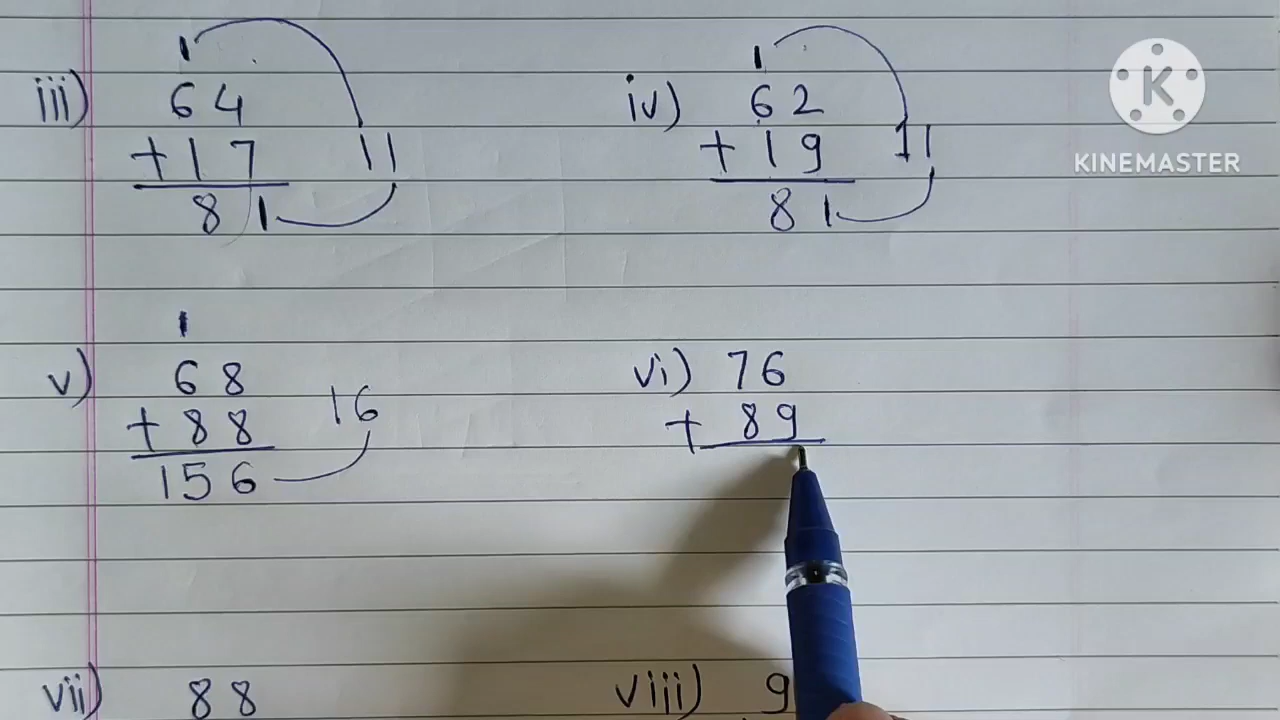 1
iii) 64
+17 11
81
1
iv) 62
+19 11
81
K
KINEMASTER
1
v) 68
+88 16
156
vi) 76
+ 89
vii) 88
viii) 9